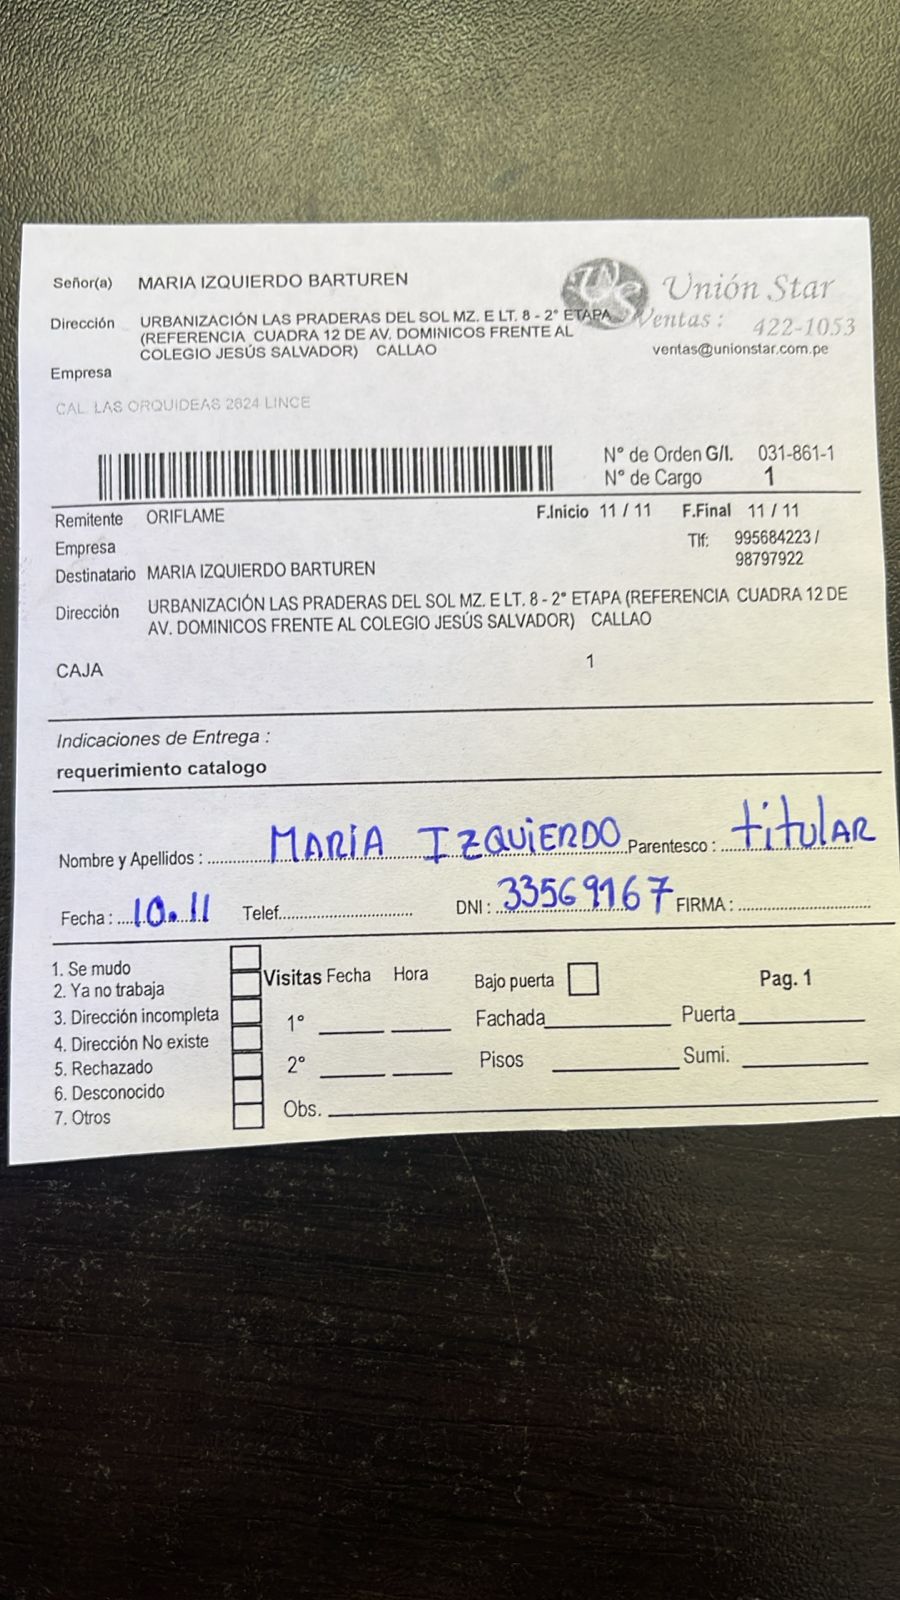 Señor(a) MARIA IZQUIERDO BARTUREN
Unión Star
Dirección URBANIZACIÓN LAS PRADERAS DEL SOL MZ. E LT. 8 - 2° ETAPA
(REFERENCIA CUADRA 12 DE AV. DOMINICOS FRENTE AL
COLEGIO JESÚS SALVADOR) CALLAO
Ventas: 422-1053
ventas@unionstar.com.pe
Empresa
CAL. LAS ORQUIDEAS 2624 LINCE
N° de Orden G/I. 031-861-1
N° de Cargo 1
Remitente ORIFLAME F.Inicio 11 / 11 F.Final 11 / 11
Empresa Tlf: 995684223 /
98797922
Destinatario MARIA IZQUIERDO BARTUREN
Dirección URBANIZACIÓN LAS PRADERAS DEL SOL MZ. E LT. 8 - 2° ETAPA (REFERENCIA CUADRA 12 DE
AV. DOMINICOS FRENTE AL COLEGIO JESÚS SALVADOR) CALLAO
CAJA 1
Indicaciones de Entrega :
requerimiento catalogo
Nombre y Apellidos : MARIA IZQUIERDO Parentesco : titulAR
Fecha : 10.11 Telef. DNI : 33569167 FIRMA :
1. Se mudo
2. Ya no trabaja
3. Dirección incompleta
4. Dirección No existe
5. Rechazado
6. Desconocido
7. Otros
Visitas Fecha Hora
1°
2°
Obs.
Bajo puerta
Fachada
Pisos
Pag. 1
Puerta
Sumi.